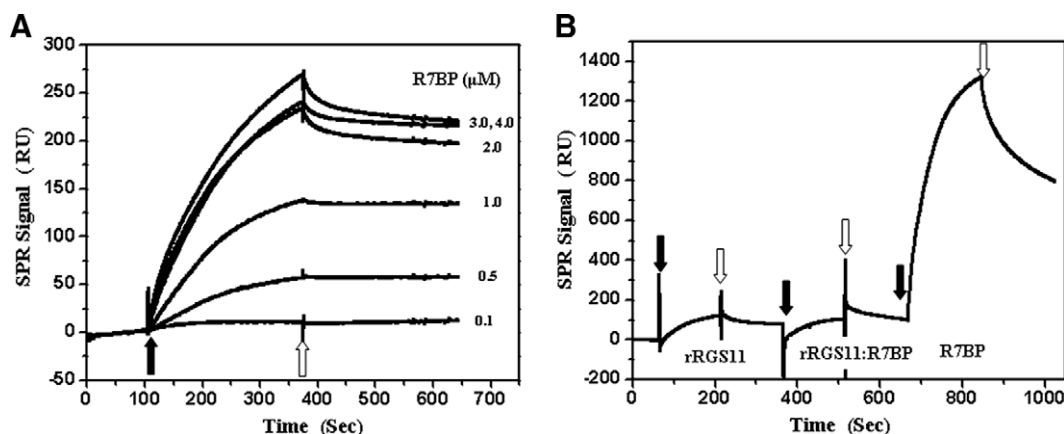 A
300
250
200
150
100
50
0
-50
SPR Signal ( RU)
R7BP (µM)
3.0, 4.0
2.0
1.0
0.5
0.1
0 100 200 300 400 500 600 700
Time (Sec)
B
1400
1200
1000
800
600
400
200
0
-200
SPR Signal ( RU)
rRGS11 rRGS11:R7BP R7BP
0 200 400 600 800 1000
Time (Sec)